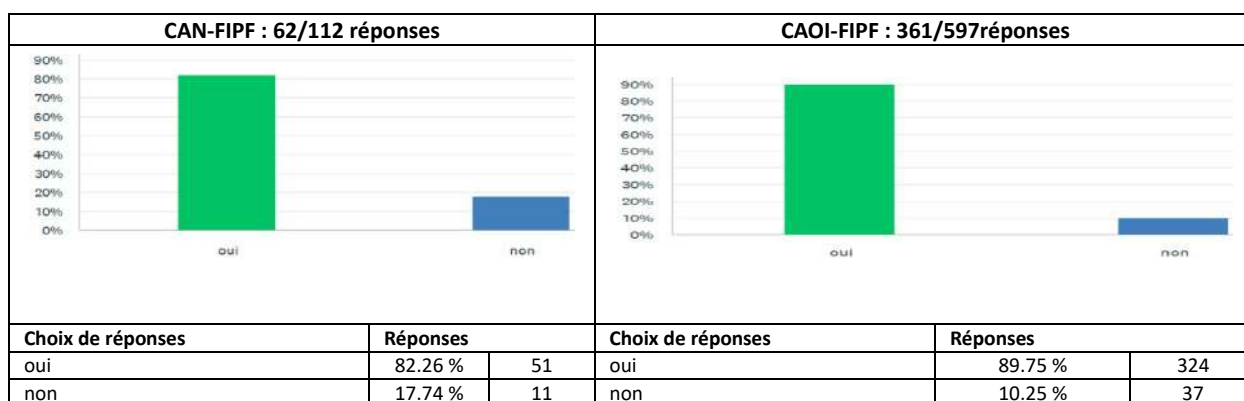 CAN-FIPF : 62/112 réponses
90%
80%
70%
60%
50%
40%
30%
20%
10%
0%
oui non
CAOI-FIPF : 361/597réponses
90%
80%
70%
60%
50%
40%
30%
20%
10%
0%
oui non
Choix de réponses Réponses
oui 82.26 % 51
non 17.74 % 11
Choix de réponses Réponses
oui 89.75 % 324
non 10.25 % 37